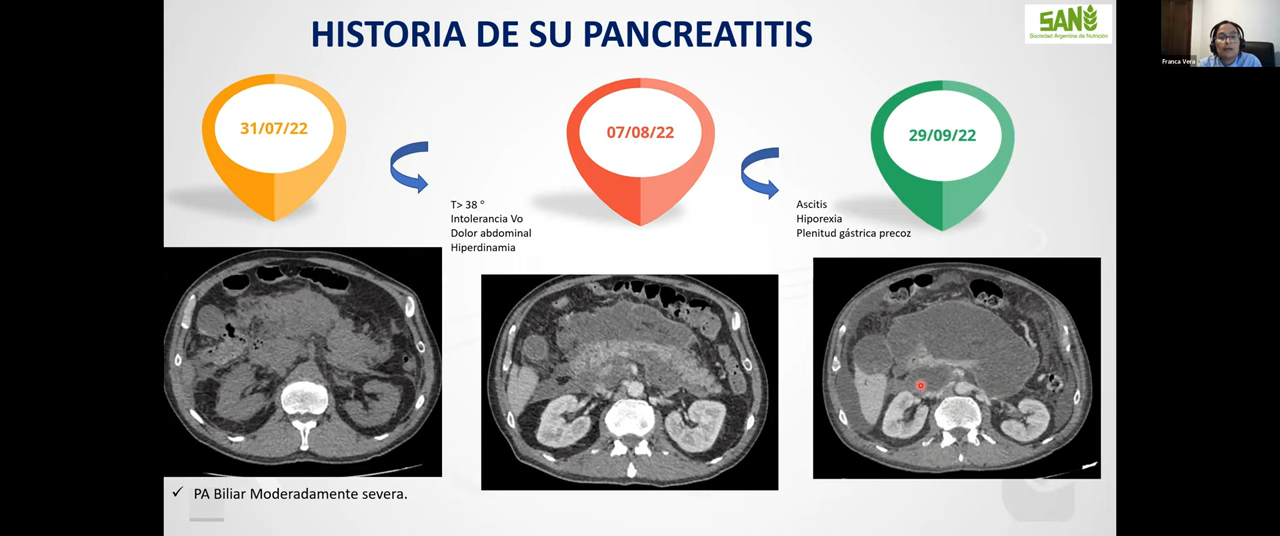 HISTORIA DE SU PANCREATITIS
SAN
Sociedad Argentina de Nutrición
Franca Vera
31/07/22
07/08/22
29/09/22
T> 38 °
Intolerancia Vo
Dolor abdominal
Hiperdinamia
Ascitis
Hiporexia
Plenitud gástrica precoz
✓ PA Biliar Moderadamente severa.